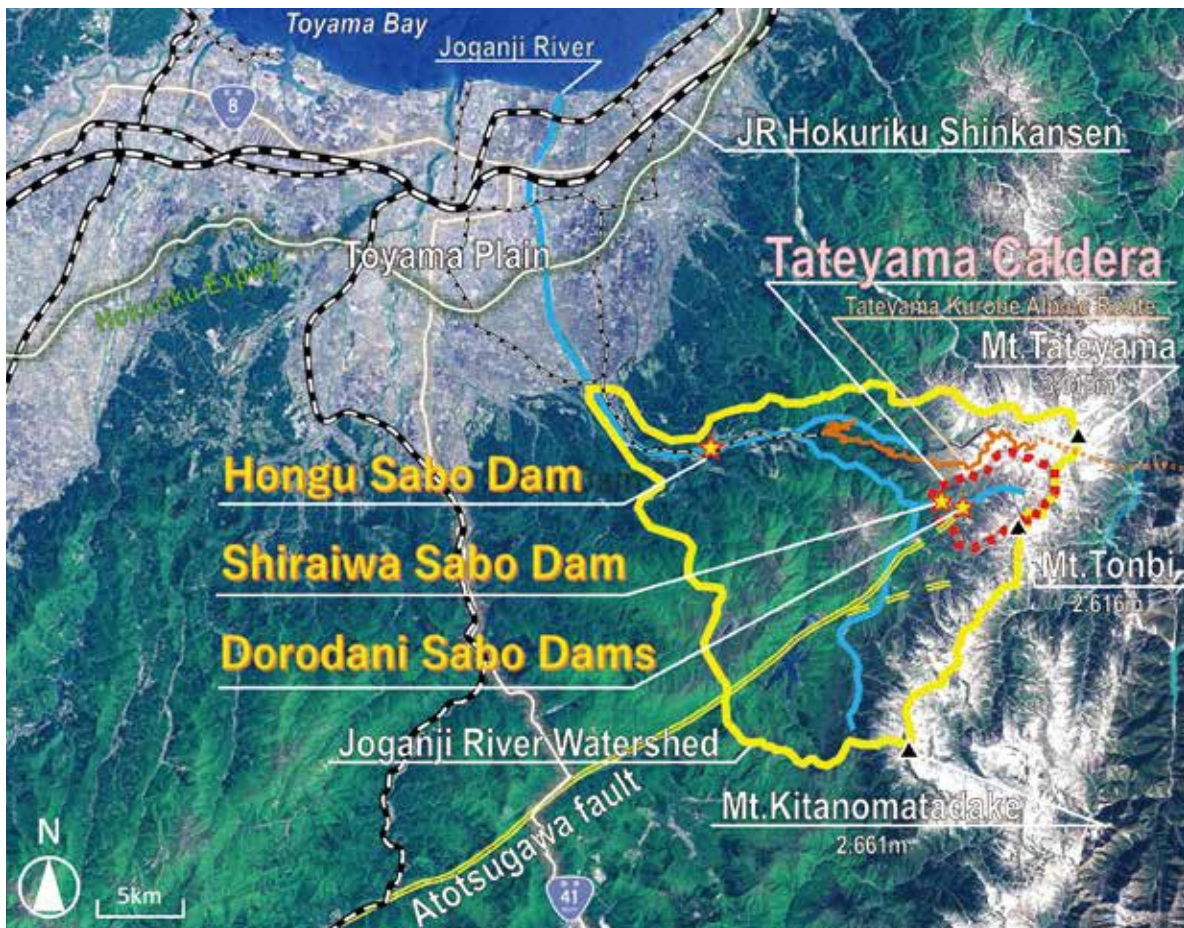 Toyama Bay
Joganji River
8
JR Hokuriku Shinkansen
Toyama Plain
Tateyama Caldera
Hokuriku Expwy
Tateyama Kurobe Alpine Route
Mt.Tateyama
Hongu Sabo Dam
Shiraiwa Sabo Dam
Mt.Tonbi
2.616m
Dorodani Sabo Dams
Joganji River Watershed
Mt.Kitanomatadake
2.661m
Atotsugawa fault
N
5km
41